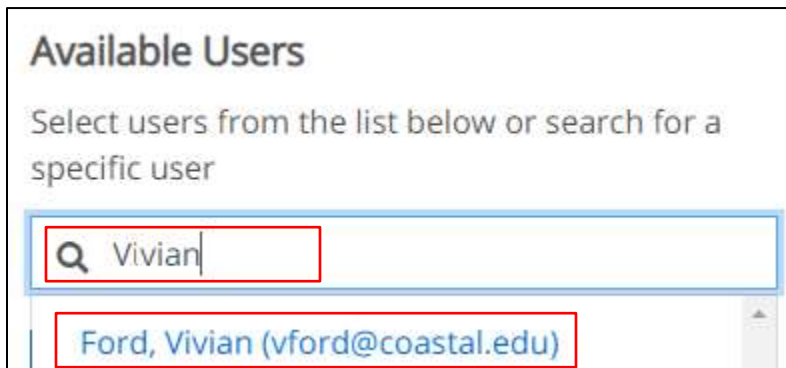 Available Users
Select users from the list below or search for a
specific user
Vivian
Ford, Vivian (vford@coastal.edu)